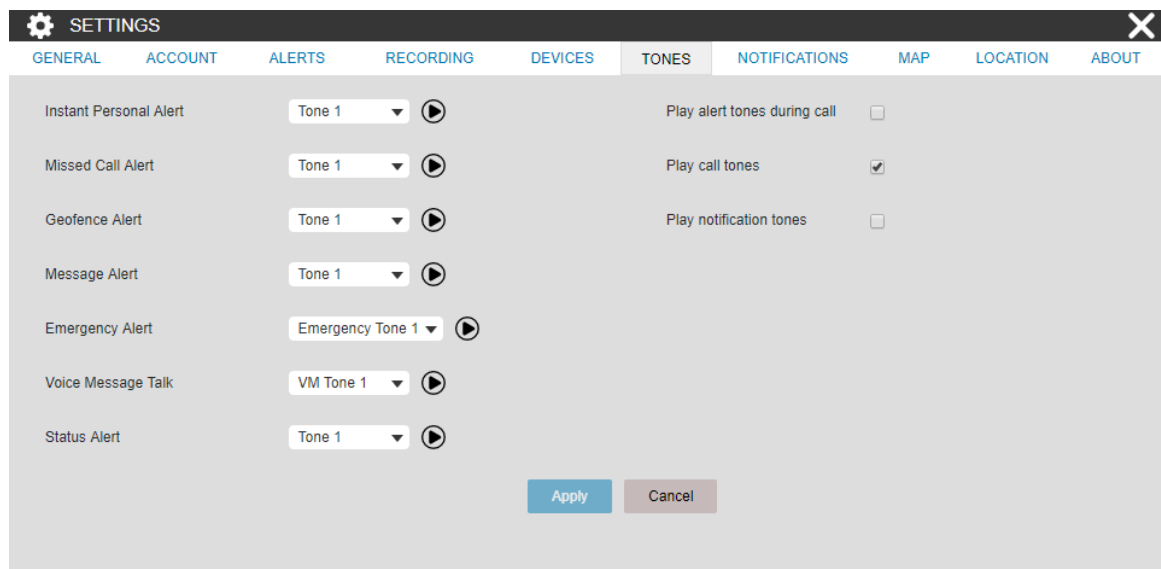 SETTINGS
GENERAL ACCOUNT ALERTS RECORDING DEVICES TONES NOTIFICATIONS MAP LOCATION ABOUT
Instant Personal Alert Tone 1 Play alert tones during call
Missed Call Alert Tone 1 Play call tones
Geofence Alert Tone 1 Play notification tones
Message Alert Tone 1
Emergency Alert Emergency Tone 1
Voice Message Talk VM Tone 1
Status Alert Tone 1
Apply Cancel